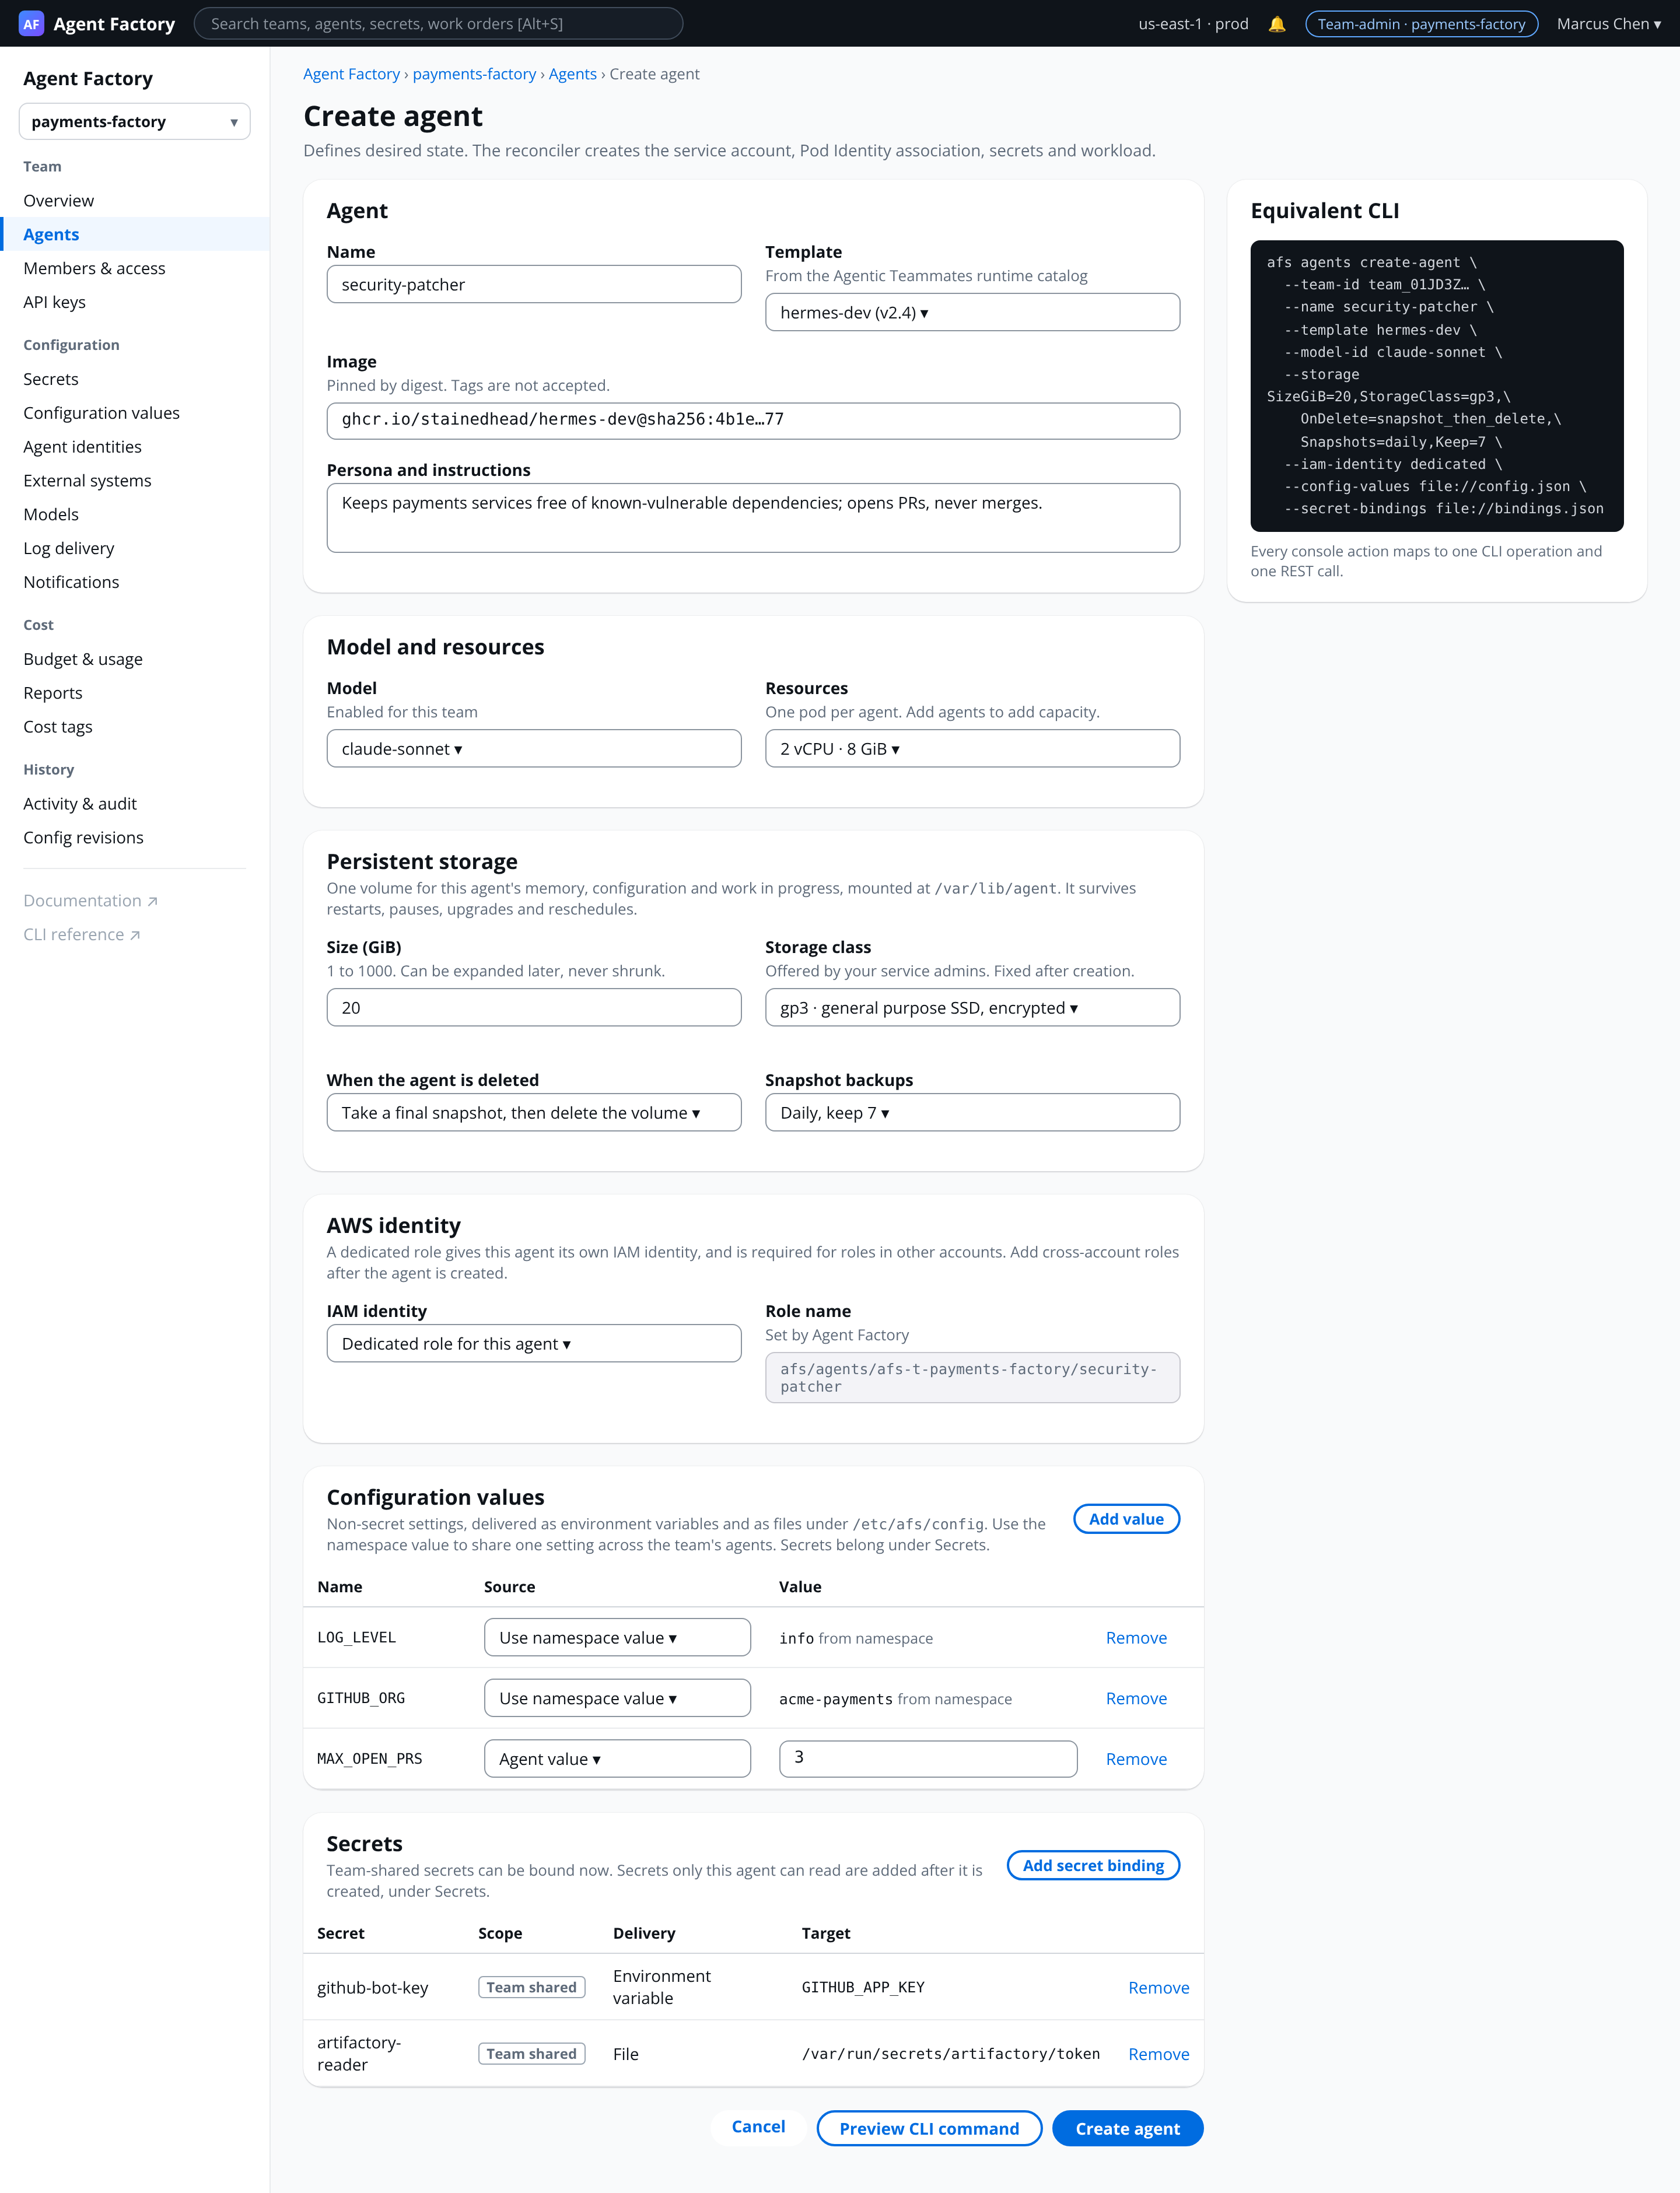 AF Agent Factory
Search teams, agents, secrets, work orders [Alt+S]
us-east-1 · prod
Team-admin · payments-factory
Marcus Chen ▾
Agent Factory
payments-factory ▾
Team
Overview
Agents
Members & access
API keys
Configuration
Secrets
Configuration values
Agent identities
External systems
Models
Log delivery
Notifications
Cost
Budget & usage
Reports
Cost tags
History
Activity & audit
Config revisions
Documentation ↗
CLI reference ↗
Agent Factory › payments-factory › Agents › Create agent
Create agent
Defines desired state. The reconciler creates the service account, Pod Identity association, secrets and workload.
Agent
Name
security-patcher
Template
From the Agentic Teammates runtime catalog
hermes-dev (v2.4) ▾
Image
Pinned by digest. Tags are not accepted.
ghcr.io/stainedhead/hermes-dev@sha256:4b1e…77
Persona and instructions
Keeps payments services free of known-vulnerable dependencies; opens PRs, never merges.
Equivalent CLI
afs agents create-agent \
--team-id team_01JD3Z… \
--name security-patcher \
--template hermes-dev \
--model-id claude-sonnet \
--storage
SizeGiB=20,StorageClass=gp3,\
OnDelete=snapshot_then_delete,\
Snapshots=daily,Keep=7 \
--iam-identity dedicated \
--config-values file://config.json \
--secret-bindings file://bindings.json
Every console action maps to one CLI operation and
one REST call.
Model and resources
Model
Enabled for this team
claude-sonnet ▾
Resources
One pod per agent. Add agents to add capacity.
2 vCPU · 8 GiB ▾
Persistent storage
One volume for this agent's memory, configuration and work in progress, mounted at /var/lib/agent. It survives
restarts, pauses, upgrades and reschedules.
Size (GiB)
1 to 1000. Can be expanded later, never shrunk.
20
Storage class
Offered by your service admins. Fixed after creation.
gp3 · general purpose SSD, encrypted ▾
When the agent is deleted
Take a final snapshot, then delete the volume ▾
Snapshot backups
Daily, keep 7 ▾
AWS identity
A dedicated role gives this agent its own IAM identity, and is required for roles in other accounts. Add cross-account roles
after the agent is created.
IAM identity
Dedicated role for this agent ▾
Role name
Set by Agent Factory
afs/agents/afs-t-payments-factory/security-
patcher
Configuration values
Non-secret settings, delivered as environment variables and as files under /etc/afs/config. Use the
namespace value to share one setting across the team's agents. Secrets belong under Secrets.
Add value
Name Source Value
LOG_LEVEL Use namespace value ▾ info from namespace Remove
GITHUB_ORG Use namespace value ▾ acme-payments from namespace Remove
MAX_OPEN_PRS Agent value ▾ 3 Remove
Secrets
Team-shared secrets can be bound now. Secrets only this agent can read are added after it is
created, under Secrets.
Add secret binding
Secret Scope Delivery Target
github-bot-key Team shared Environment
variable GITHUB_APP_KEY Remove
artifactory-
reader Team shared File /var/run/secrets/artifactory/token Remove
Cancel
Preview CLI command
Create agent